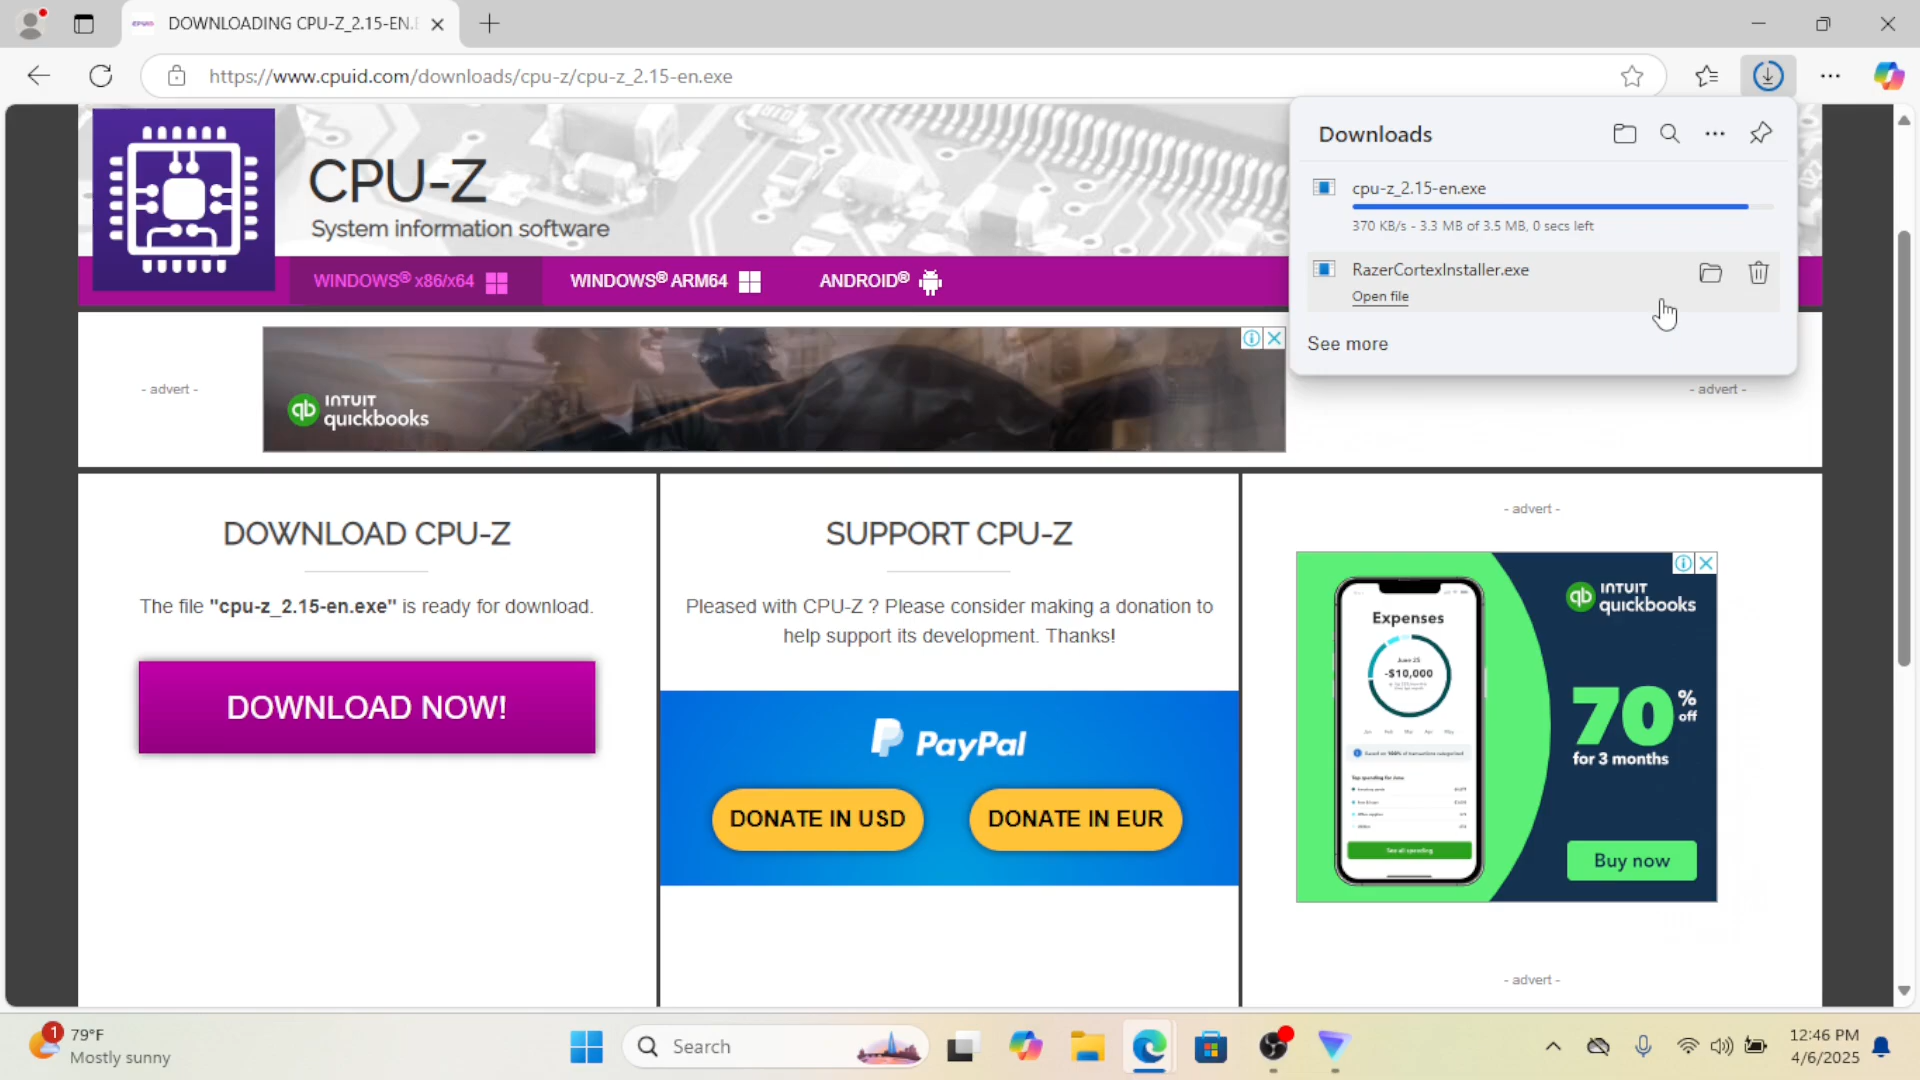 DOWNLOADING CPU-Z_2.15-EN.E
https://www.cpuid.com/downloads/cpu-z/cpu-z_2.15-en.exe
Downloads
cpu-z_2.15-en.exe
370 KB/s - 3.3 MB of 3.5 MB, 0 secs left
RazerCortexInstaller.exe
Open file
See more
CPU-Z
System information software
WINDOWS® x86/x64
WINDOWS® ARM64
ANDROID®
- advert -
INTUIT
quickbooks
- advert -
DOWNLOAD CPU-Z
The file "cpu-z_2.15-en.exe" is ready for download.
DOWNLOAD NOW!
SUPPORT CPU-Z
Pleased with CPU-Z ? Please consider making a donation to
help support its development. Thanks!
PayPal
DONATE IN USD
DONATE IN EUR
- advert -
Expenses
June 25
-$10,000
See all spending
INTUIT
quickbooks
70% off
for 3 months
Buy now
- advert -
1
79°F
Mostly sunny
Search
12:46 PM
4/6/2025